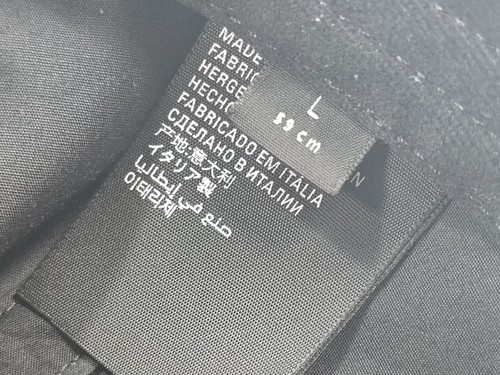 MADE
FABRI
HERGE
HECHO
FABRICADO EM ITÁLIA
СДЕЛАНО В ИТАЛИИ
产地:意大利
イタリア製
صنع في إيطاليا
이태리제
L
59 cm
N